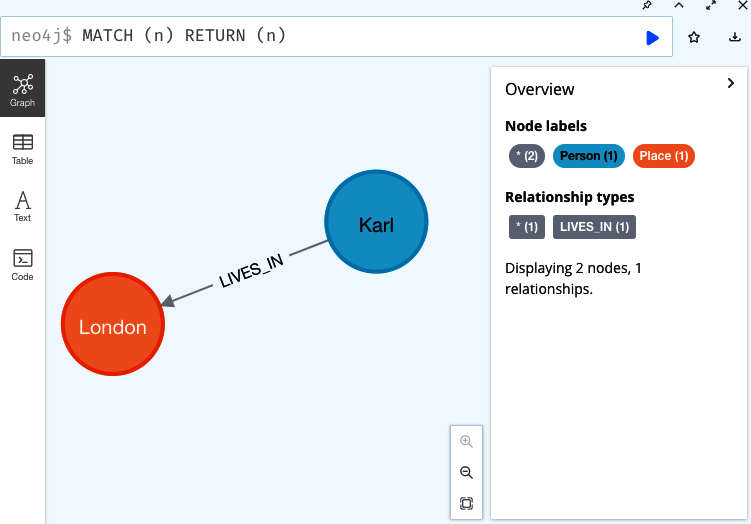 neo4j$ MATCH (n) RETURN (n)
Graph
Table
Text
Code
Karl
LIVES_IN
London
Overview
Node labels
* (2) Person (1) Place (1)
Relationship types
* (1) LIVES_IN (1)
Displaying 2 nodes, 1
relationships.